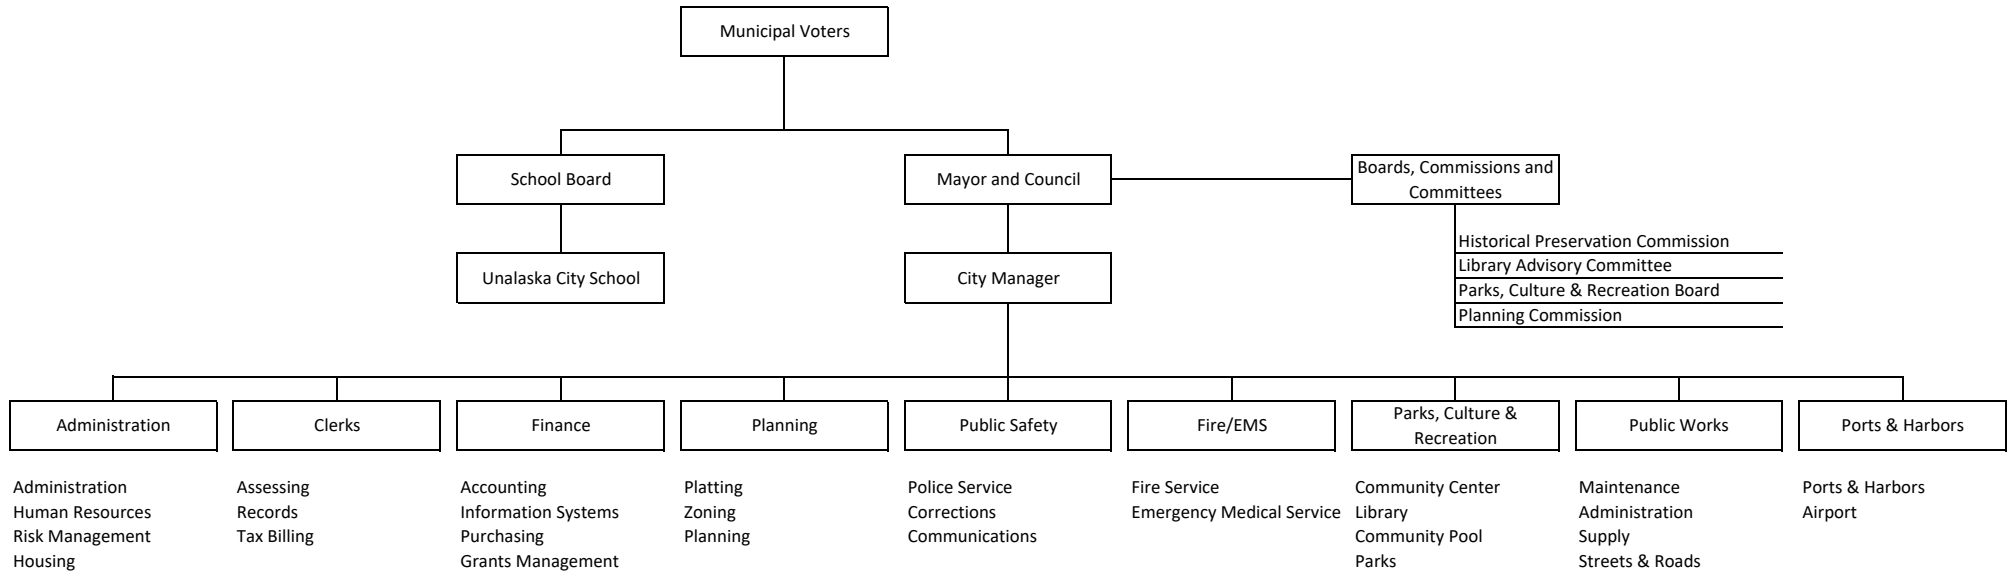 Municipal Voters
School Board
Mayor and Council
Boards, Commissions and
Committees
Unalaska City School
City Manager
Historical Preservation Commission
Library Advisory Committee
Parks, Culture & Recreation Board
Planning Commission
Administration
Clerks
Finance
Planning
Public Safety
Fire/EMS
Parks, Culture &
Recreation
Public Works
Ports & Harbors
Administration
Human Resources
Risk Management
Housing
Assessing
Records
Tax Billing
Accounting
Information Systems
Purchasing
Grants Management
Platting
Zoning
Planning
Police Service
Corrections
Communications
Fire Service
Emergency Medical Service
Community Center
Library
Community Pool
Parks
Maintenance
Administration
Supply
Streets & Roads
Ports & Harbors
Airport